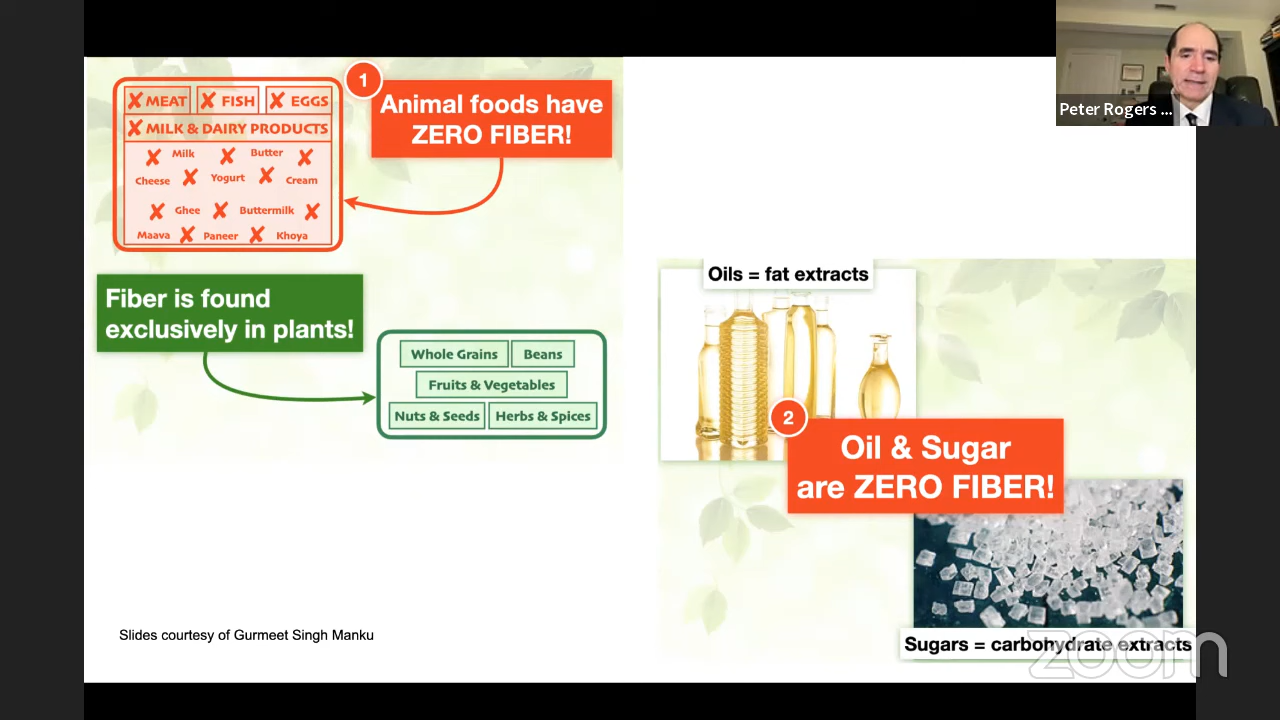 Peter Rogers ...
1
Animal foods have
ZERO FIBER!
✗ MEAT ✗ FISH ✗ EGGS
✗ MILK & DAIRY PRODUCTS
✗ Milk ✗ Butter ✗
Cheese ✗ Yogurt ✗ Cream
✗ Ghee ✗ Buttermilk ✗
Maava ✗ Paneer ✗ Khoya
Fiber is found
exclusively in plants!
Whole Grains Beans
Fruits & Vegetables
Nuts & Seeds Herbs & Spices
Oils = fat extracts
2
Oil & Sugar
are ZERO FIBER!
Sugars = carbohydrate extracts
Slides courtesy of Gurmeet Singh Manku
zoom